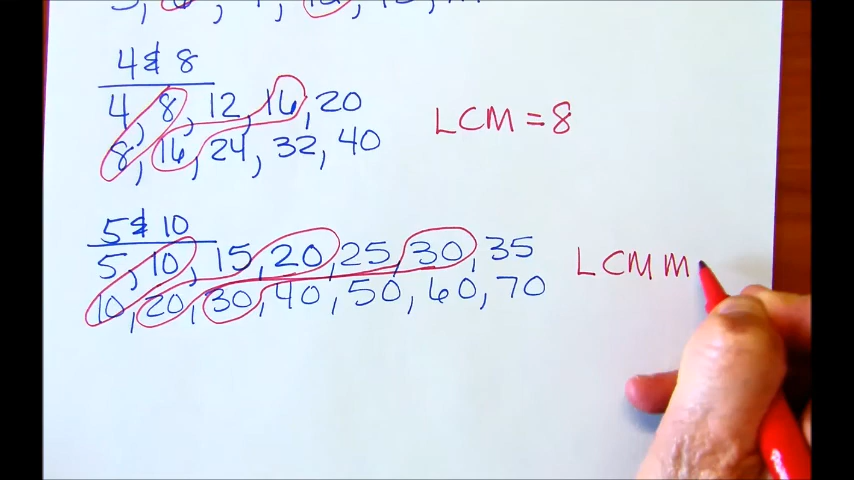 4 & 8
4, 8, 12, 16, 20
8, 16, 24, 32, 40
LCM = 8
5 & 10
5, 10, 15, 20, 25, 30, 35
10, 20, 30, 40, 50, 60, 70
LCM M